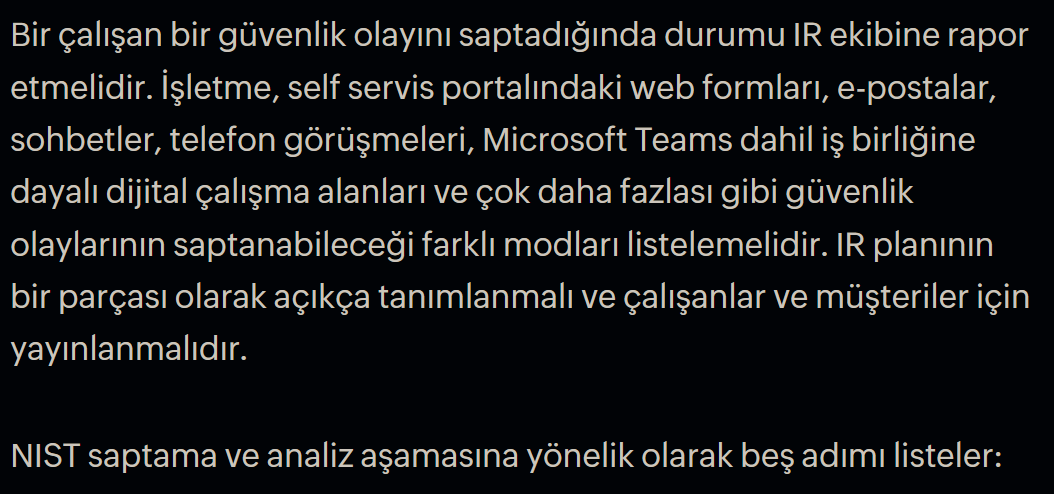 Bir çalışan bir güvenlik olayını saptadığında durumu IR ekibine rapor
etmelidir. İşletme, self servis portalındaki web formları, e-postalar,
sohbetler, telefon görüşmeleri, Microsoft Teams dahil iş birliğine
dayalı dijital çalışma alanları ve çok daha fazlası gibi güvenlik
olaylarının saptanabileceği farklı modları listelemelidir. IR planının
bir parçası olarak açıkça tanımlanmalı ve çalışanlar ve müşteriler için
yayınlanmalıdır.
NIST saptama ve analiz aşamasına yönelik olarak beş adımı listeler: